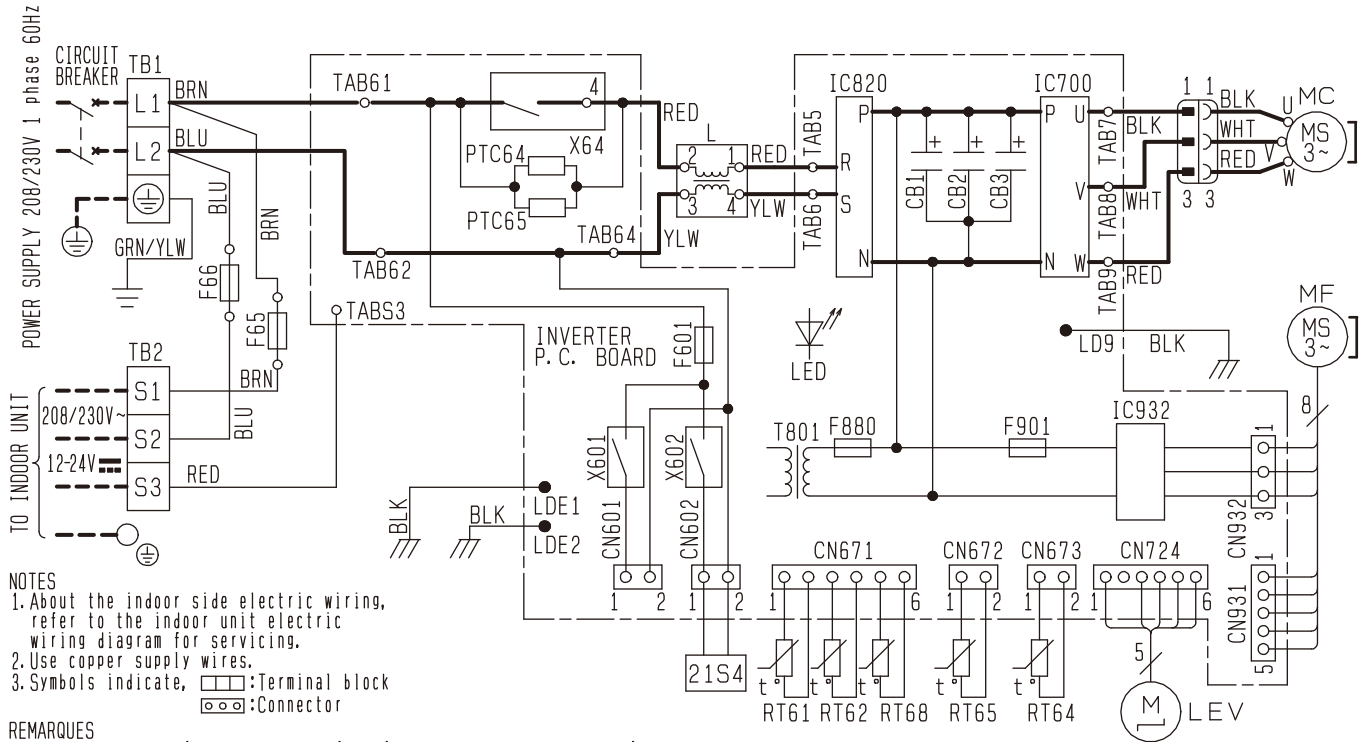 POWER SUPPLY 208/230V 1 phase 60Hz
CIRCUIT
BREAKER
TB1
L1
L2
BRN
BLU
GRN/YLW
BLU
BRN
F66
F65
TAB61
TAB62
TABS3
4
X64
PTC64
PTC65
TAB64
RED
YLW
L
2 1
3 4
RED
YLW
TAB5
TAB6
IC820
P
R
S
N
CB1
CB2
CB3
IC700
P
U
V
N
W
TAB7
TAB8
TAB9
BLK
WHT
RED
1 1
3 3
BLK
WHT
RED
U
V
W
MC
MS
3~
MF
MS
3~
8
TB2
S1
S2
S3
BRN
BLU
RED
TO INDOOR UNIT
208/230V~
12-24V
INVERTER
P.C. BOARD
F601
LED
LD9
BLK
T801
F880
F901
IC932
1
3
CN932
X601
X602
BLK
BLK
LDE1
LDE2
CN601
CN602
1 2
1 2
21S4
CN671
1 6
CN672
1 2
CN673
1 2
CN724
1 6
CN931
1
5
5
t°
t°
t°
t°
RT61
RT62
RT68
RT65
RT64
M
LEV
NOTES
1. About the indoor side electric wiring,
refer to the indoor unit electric
wiring diagram for servicing.
2. Use copper supply wires.
3. Symbols indicate, :Terminal block
:Connector
REMARQUES